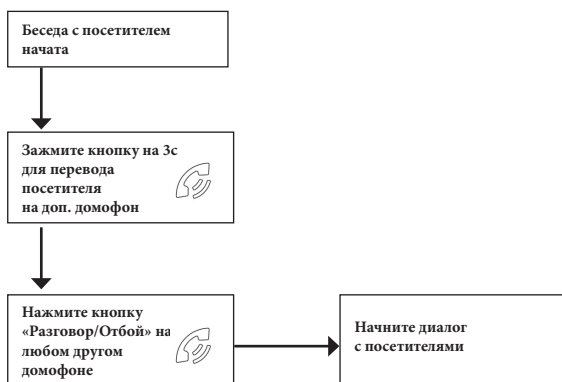 Беседа с посетителем
начата
Зажмите кнопку на 3с
для перевода
посетителя
на доп. домофон
Нажмите кнопку
«Разговор/Отбой» на
любом другом
домофоне
Начните диалог
с посетителями